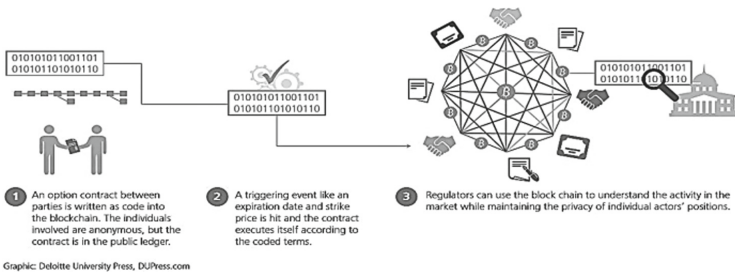 010101011001101
010101101010110
010101011001101
010101101010110
010101011001101
010101101010110
1 An option contract between
parties is written as code into
the blockchain. The individuals
involved are anonymous, but the
contract is in the public ledger.
2 A triggering event like an
expiration date and strike
price is hit and the contract
executes itself according to
the coded terms.
3 Regulators can use the block chain to understand the activity in the
market while maintaining the privacy of individual actors' positions.
Graphic: Deloitte University Press, DUPress.com